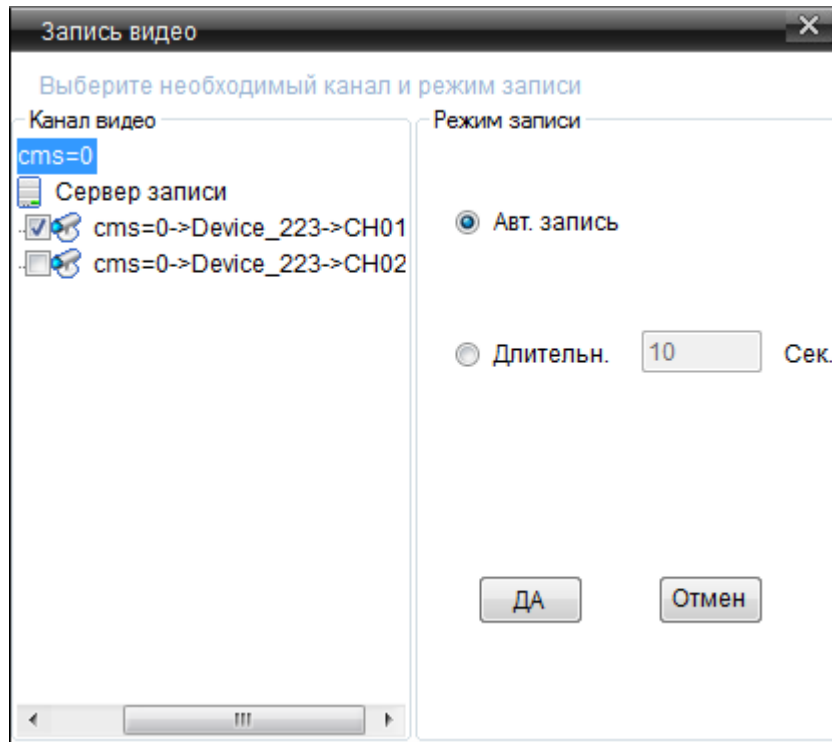 Запись видео
Выберите необходимый канал и режим записи
Канал видео
cms=0
Сервер записи
cms=0->Device_223->CH01
cms=0->Device_223->CH02
Режим записи
Авт. запись
Длительн. 10 Сек.
ДА Отмен